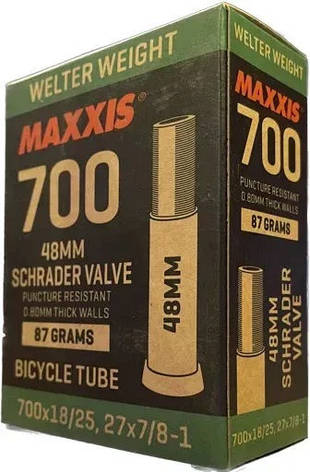 WELTER WEIGHT
MAXXIS®
700
48MM
SCHRADER VALVE
PUNCTURE RESISTANT
0.80MM THICK WALLS
87 GRAMS
BICYCLE TUBE
700x18/25, 27x7/8-1
48MM
WELTER WEIGHT
MAXXIS
700
PUNCTURE RESISTANT
0.80MM THICK WALLS
87 GRAMS
48MM
SCHRADER
VALVE
48MM
700x18/25, 27x7/8-1